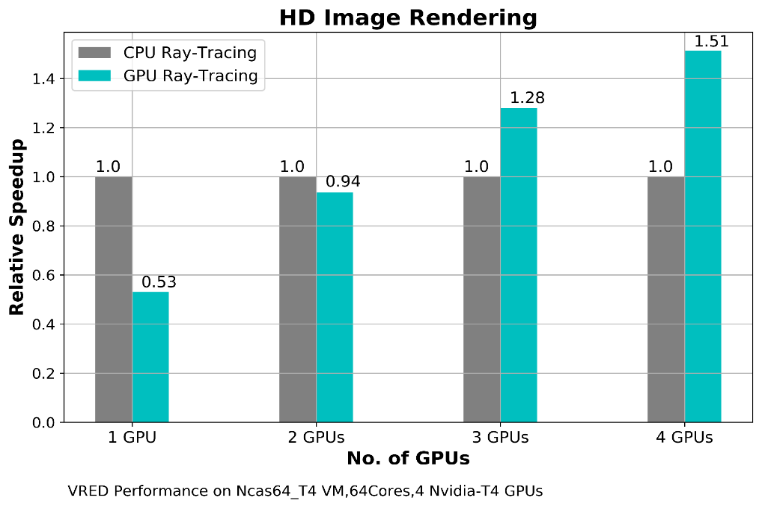 HD Image Rendering
CPU Ray-Tracing
GPU Ray-Tracing
Relative Speedup
1.4
1.2
1.0
0.8
0.6
0.4
0.2
0.0
1.0
0.53
1.0
0.94
1.0
1.28
1.0
1.51
1 GPU
2 GPUs
3 GPUs
4 GPUs
No. of GPUs
VRED Performance on Ncas64_T4 VM,64Cores,4 Nvidia-T4 GPUs